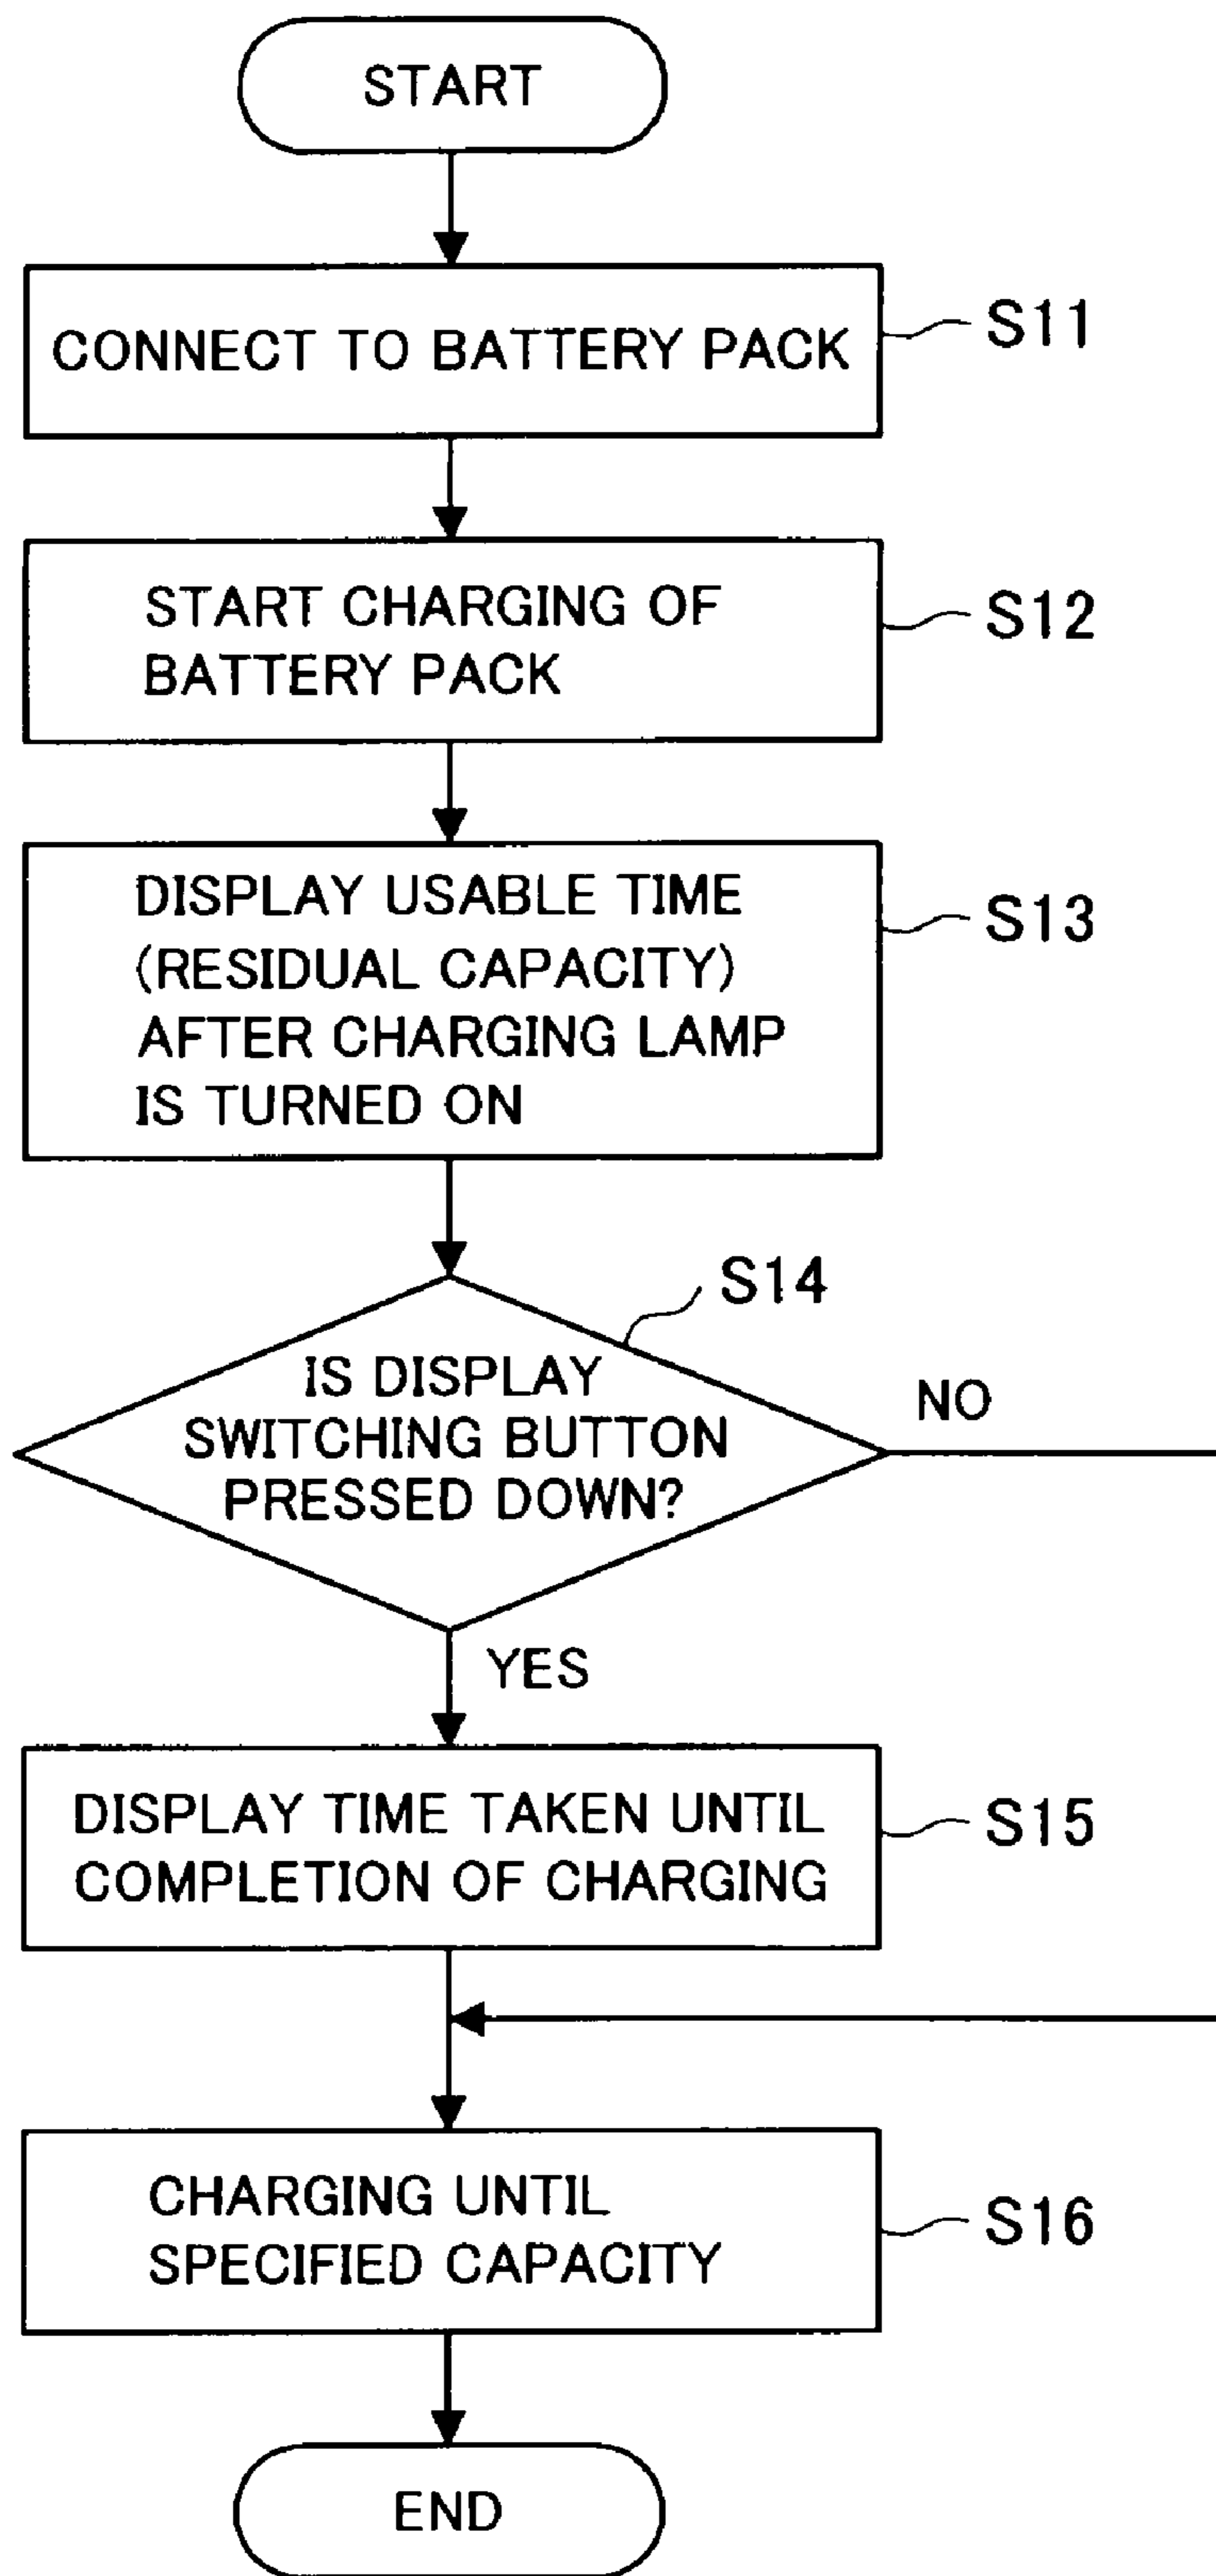 START
CONNECT TO BATTERY PACK
S11
START CHARGING OF
BATTERY PACK
S12
DISPLAY USABLE TIME
(RESIDUAL CAPACITY)
AFTER CHARGING LAMP
IS TURNED ON
S13
S14
IS DISPLAY
SWITCHING BUTTON
PRESSED DOWN?
NO
YES
DISPLAY TIME TAKEN UNTIL
COMPLETION OF CHARGING
S15
CHARGING UNTIL
SPECIFIED CAPACITY
S16
END